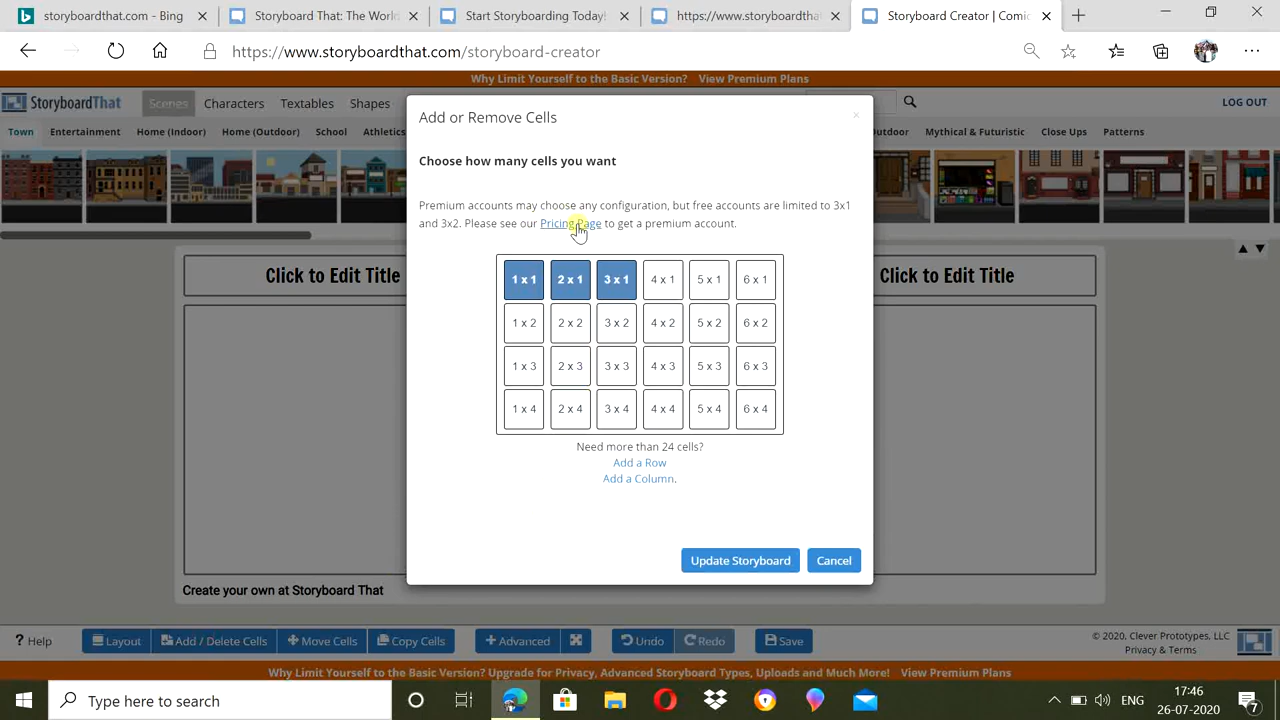 storyboardthat.com - Bing
Storyboard That: The World
Start Storyboarding Today!
https://www.storyboardthat.com/
Storyboard Creator | Comic
https://www.storyboardthat.com/storyboard-creator
Why Limit Yourself to the Basic Version? View Premium Plans
StoryboardThat
Scenes
Characters
Textables
Shapes
LOG OUT
Town
Entertainment
Home (Indoor)
Home (Outdoor)
School
Athletics
Mythical & Futuristic
Close Ups
Patterns
Add or Remove Cells
Choose how many cells you want
Premium accounts may choose any configuration, but free accounts are limited to 3x1
and 3x2. Please see our Pricing Page to get a premium account.
Click to Edit Title
Click to Edit Title
1 x 1 2 x 1 3 x 1 4 x 1 5 x 1 6 x 1
1 x 2 2 x 2 3 x 2 4 x 2 5 x 2 6 x 2
1 x 3 2 x 3 3 x 3 4 x 3 5 x 3 6 x 3
1 x 4 2 x 4 3 x 4 4 x 4 5 x 4 6 x 4
Need more than 24 cells?
Add a Row
Add a Column.
Update Storyboard
Cancel
Create your own at Storyboard That
? Help
Layout
Add / Delete Cells
Move Cells
Copy Cells
+ Advanced
Undo
Redo
Save
© 2020, Clever Prototypes, LLC
Privacy & Terms
Why Limit Yourself to the Basic Version? Upgrade for Privacy, Advanced Storyboard Types, Uploads and Much More! View Premium Plans
Type here to search
ENG
17:46
26-07-2020
7